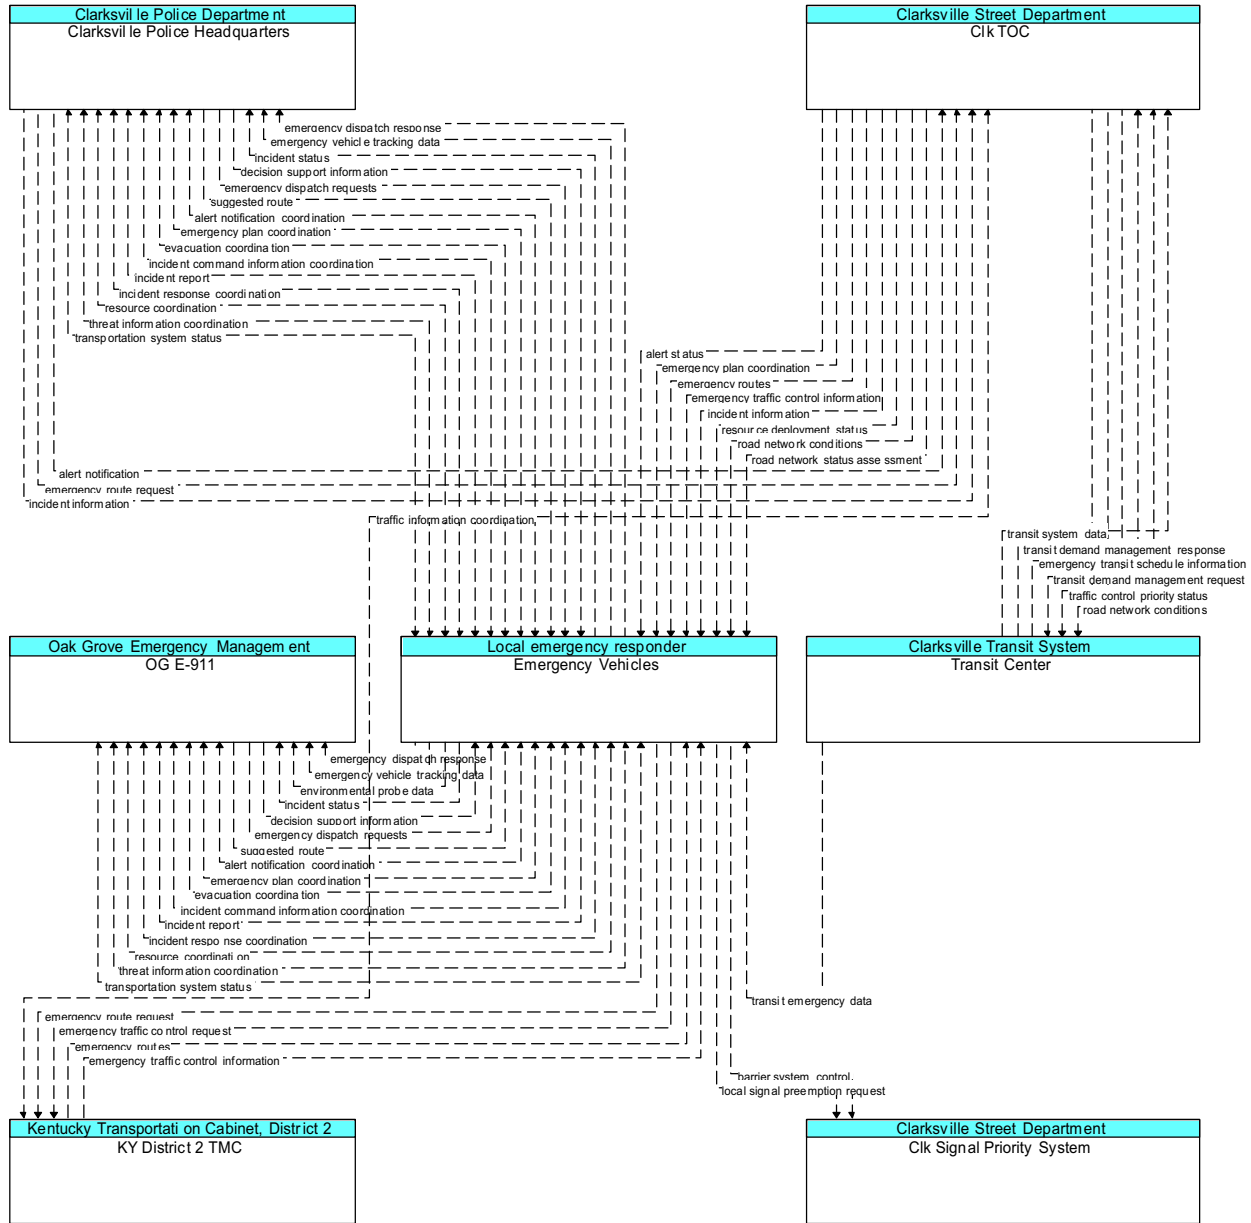 Clarksville Police Department
Clarksville Police Headquarters
Clarksville Street Department
Clk TOC
emergency dispatch response
emergency vehicle tracking data
incident status
decision support information
emergency dispatch requests
suggested route
alert notification coordination
emergency plan coordination
evacuation coordination
incident command information coordination
incident report
incident response coordination
resource coordination
threat information coordination
transportation system status
alert status
emergency plan coordination
emergency routes
emergency traffic control information
incident information
resource deployment status
road network conditions
road network status assessment
alert notification
emergency route request
incident information
traffic information coordination
transit system data
transit demand management response
emergency transit schedule information
transit demand management request
traffic control priority status
road network conditions
Oak Grove Emergency Management
OG E-911
Local emergency responder
Emergency Vehicles
Clarksville Transit System
Transit Center
emergency dispatch response
emergency vehicle tracking data
environmental probe data
incident status
decision support information
emergency dispatch requests
suggested route
alert notification coordination
emergency plan coordination
evacuation coordination
incident command information coordination
incident report
incident response coordination
resource coordination
threat information coordination
transportation system status
transit emergency data
emergency route request
emergency traffic control request
emergency routes
emergency traffic control information
barrier system control
local signal preemption request
Kentucky Transportation Cabinet, District 2
KY District 2 TMC
Clarksville Street Department
Clk Signal Priority System